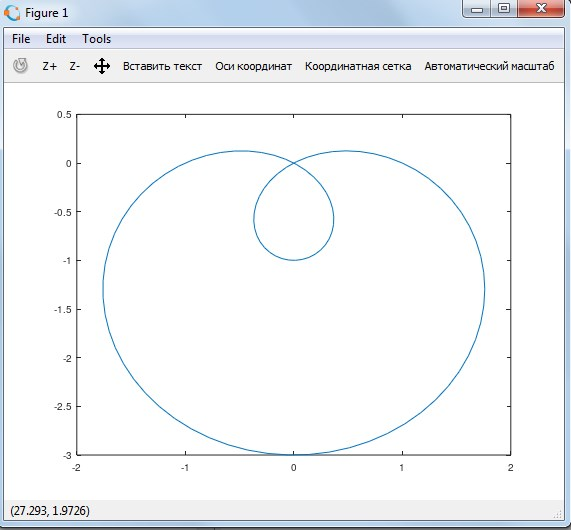 Figure 1
File Edit Tools
Z+ Z- Вставить текст Оси координат Координатная сетка Автоматический масштаб
0.5
0
-0.5
-1
-1.5
-2
-2.5
-3
-2 -1 0 1 2
(27.293, 1.9726)